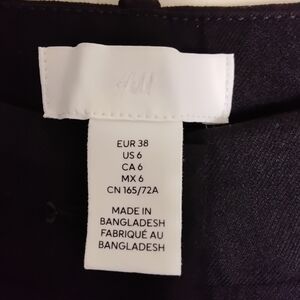 H&M
EUR 38
US 6
CA 6
MX 6
CN 165/72A
MADE IN
BANGLADESH
FABRIQUÉ AU
BANGLADESH